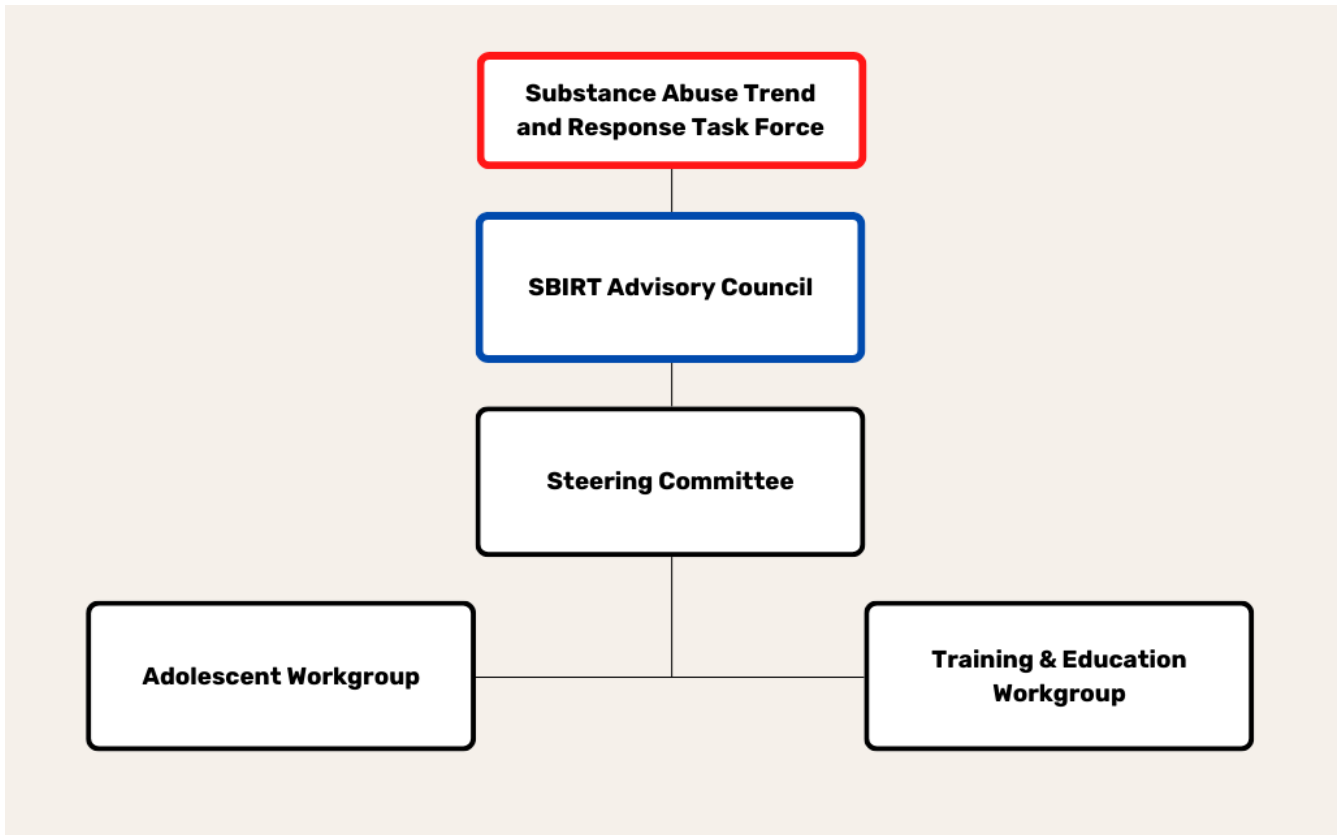 Substance Abuse Trend
and Response Task Force
SBIRT Advisory Council
Steering Committee
Adolescent Workgroup
Training & Education
Workgroup